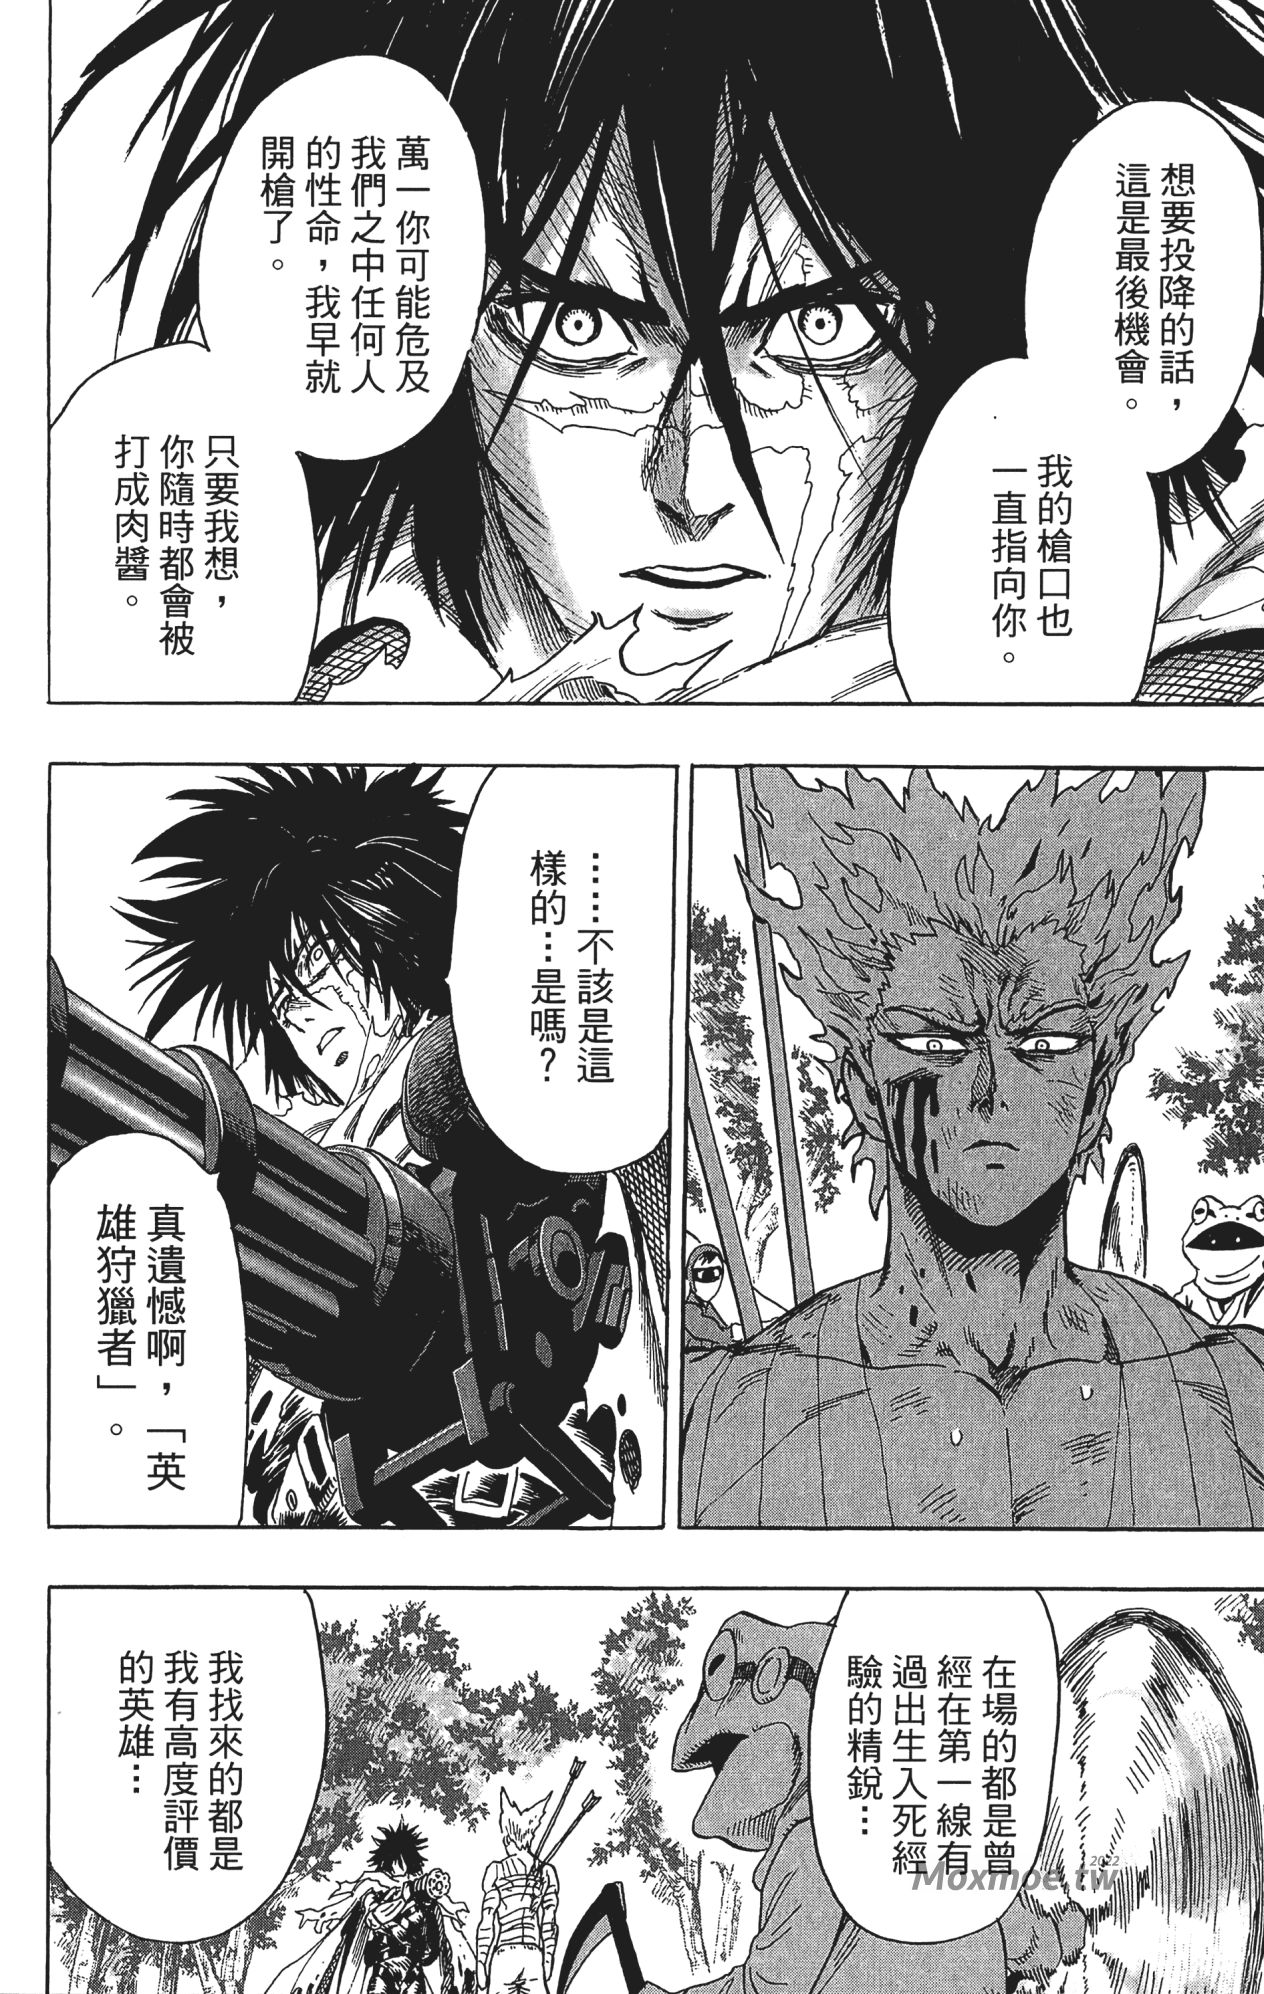 想要投降的話，
這是最後機會。
我的槍口也
一直指向你。
萬一你可能危及
我們之中任何人
的性命，我早就
開槍了。
只要我想，
你隨時都會被
打成肉醬。
……不該是這
樣的…是嗎？
真遺憾啊，「英
雄狩獵者」。
在場的都是曾
經在第一線有
過出生入死經
驗的精銳…
我找來的都是
我有高度評價
的英雄…
2022
Moxmoe.tw